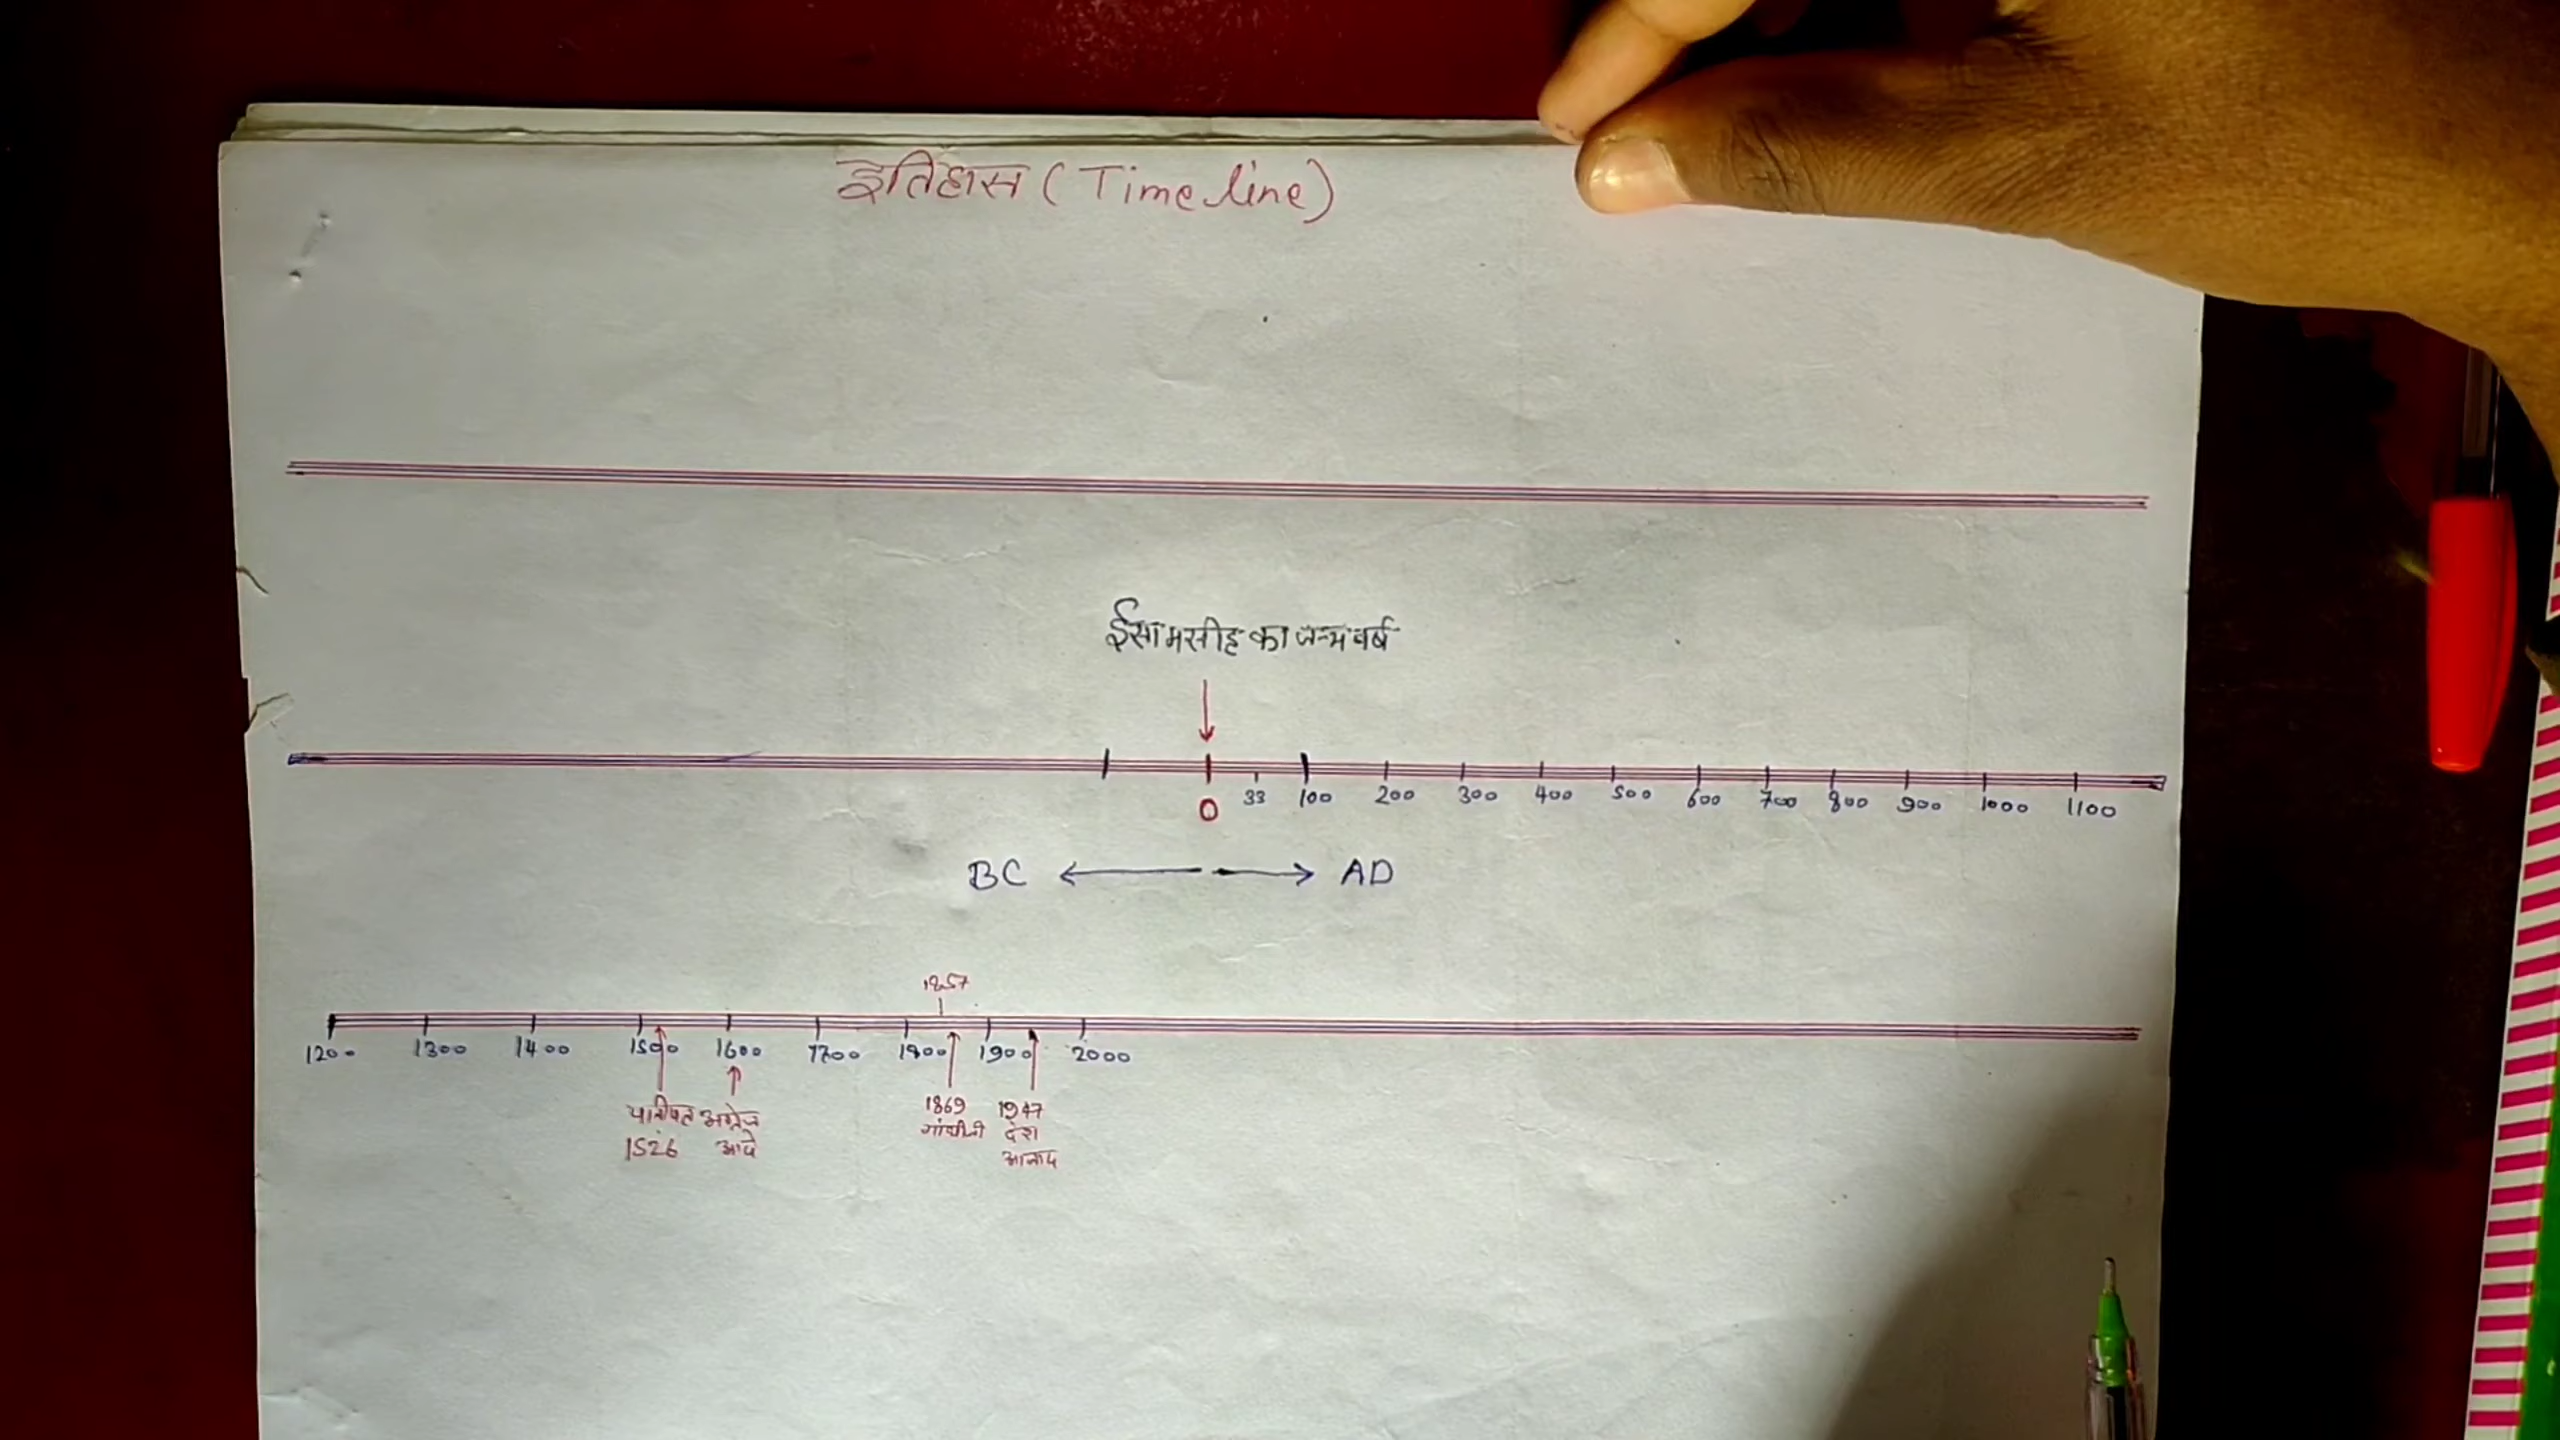 इतिहास ( Time line )
ईसा मसीह का जन्म वर्ष
0 33 100 200 300 400 500 600 700 800 900 1000 1100
BC AD
1857
1200 1300 1400 1500 1600 1700 1800 1900 2000
पानीपत अंग्रेज 1869 1947
1526 आये गांधीजी देश
आजाद